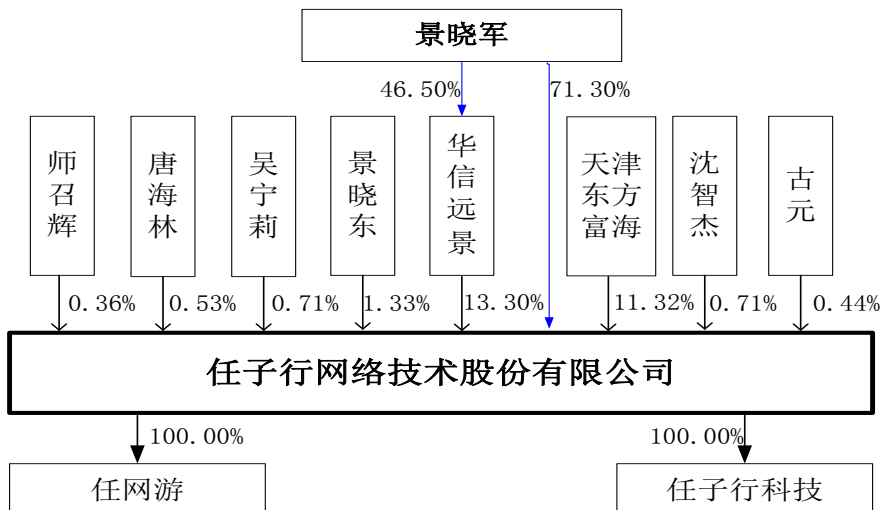 景晓军
46.50%
71.30%
师召辉
唐海林
吴宁莉
景晓东
华信远景
天津东方富海
沈智杰
古元
0.36%
0.53%
0.71%
1.33%
13.30%
11.32%
0.71%
0.44%
任子行网络技术股份有限公司
100.00%
100.00%
任网游
任子行科技